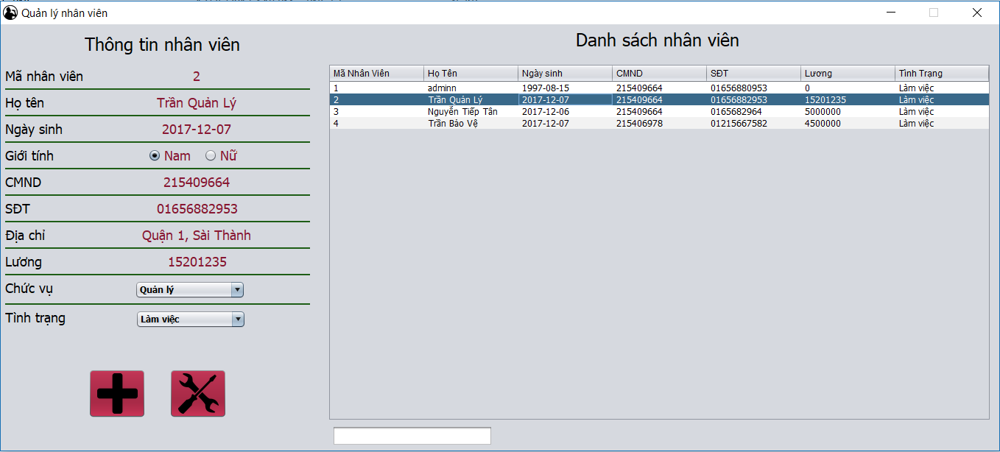 Quản lý nhân viên
Thông tin nhân viên
Mã nhân viên 2
Họ tên Trần Quản Lý
Ngày sinh 2017-12-07
Giới tính Nam Nữ
CMND 215409664
SĐT 01656882953
Địa chỉ Quận 1, Sài Thành
Lương 15201235
Chức vụ Quản lý
Tình trạng Làm việc
Danh sách nhân viên
Mã Nhân Viên Họ Tên Ngày sinh CMND SĐT Lương Tình Trạng
1 adminn 1997-08-15 215409664 01656880953 0 Làm việc
2 Trần Quản Lý 2017-12-07 215409664 01656882953 15201235 Làm việc
3 Nguyễn Tiếp Tân 2017-12-06 215409664 0165682964 5000000 Làm việc
4 Trần Bảo Vệ 2017-12-07 215406978 01215667582 4500000 Làm việc